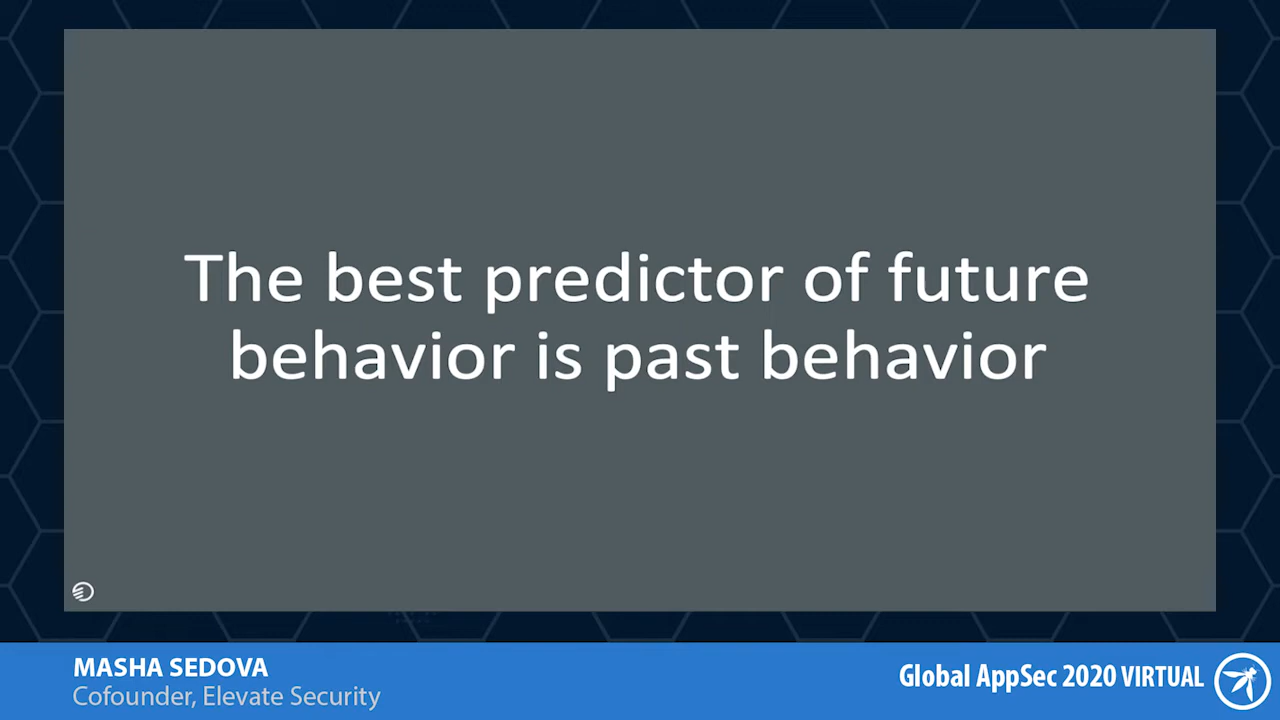 The best predictor of future
behavior is past behavior
MASHA SEDOVA
Cofounder, Elevate Security
Global AppSec 2020 VIRTUAL